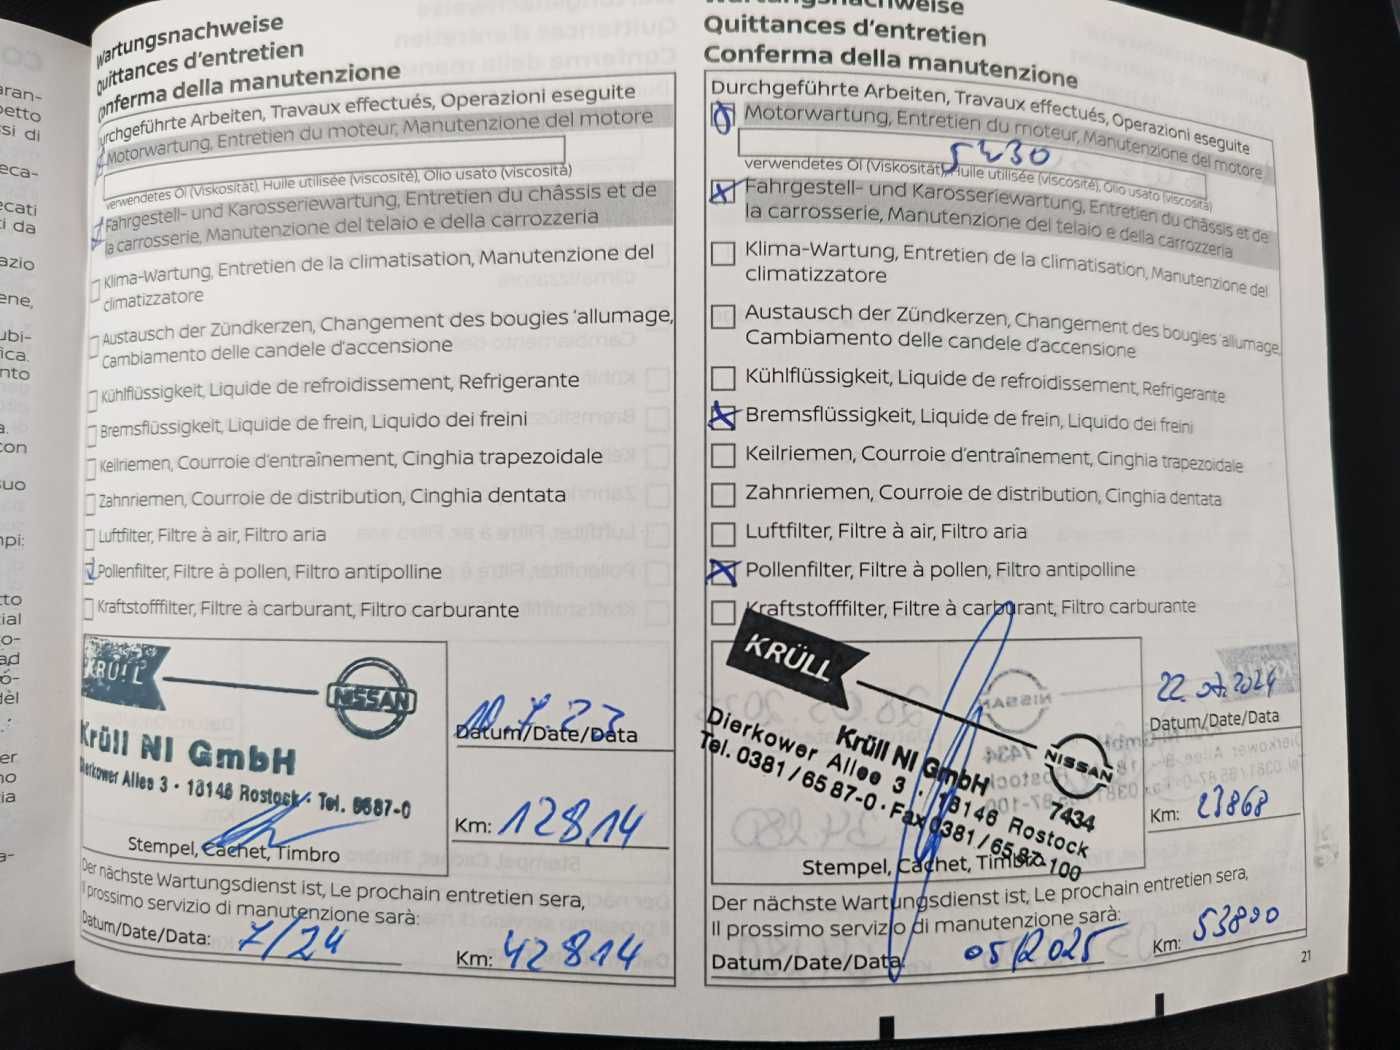 Wartungsnachweise
Quittances d'entretien
Conferma della manutenzione
Durchgeführte Arbeiten, Travaux effectués, Operazioni eseguite
Motorwartung, Entretien du moteur, Manutenzione del motore
verwendetes Öl (Viskosität), Huile utilisée (viscosité), Olio usato (viscosità)
Fahrgestell- und Karosseriewartung, Entretien du châssis et de
la carrosserie, Manutenzione del telaio e della carrozzeria
Klima-Wartung, Entretien de la climatisation, Manutenzione del
climatizzatore
Austausch der Zündkerzen, Changement des bougies 'allumage,
Cambiamento delle candele d'accensione
Kühlflüssigkeit, Liquide de refroidissement, Refrigerante
Bremsflüssigkeit, Liquide de frein, Liquido dei freini
Keilriemen, Courroie d'entraînement, Cinghia trapezoidale
Zahnriemen, Courroie de distribution, Cinghia dentata
Luftfilter, Filtre à air, Filtro aria
Pollenfilter, Filtre à pollen, Filtro antipolline
Kraftstofffilter, Filtre à carburant, Filtro carburante
KRÜLL
NISSAN
Krüll NI GmbH
Dierkower Allee 3 · 18146 Rostock · Tel. 6587-0
Stempel, Cachet, Timbro
10.7.23
Datum/Date/Data
Km: 12814
Der nächste Wartungsdienst ist, Le prochain entretien sera,
Il prossimo servizio di manutenzione sarà:
Datum/Date/Data: 7/24
Km: 42814
Wartungsnachweise
Quittances d'entretien
Conferma della manutenzione
Durchgeführte Arbeiten, Travaux effectués, Operazioni eseguite
Motorwartung, Entretien du moteur, Manutenzione del motore
5W30
verwendetes Öl (Viskosität), Huile utilisée (viscosité), Olio usato (viscosità)
Fahrgestell- und Karosseriewartung, Entretien du châssis et de
la carrosserie, Manutenzione del telaio e della carrozzeria
Klima-Wartung, Entretien de la climatisation, Manutenzione del
climatizzatore
Austausch der Zündkerzen, Changement des bougies 'allumage,
Cambiamento delle candele d'accensione
Kühlflüssigkeit, Liquide de refroidissement, Refrigerante
Bremsflüssigkeit, Liquide de frein, Liquido dei freini
Keilriemen, Courroie d'entraînement, Cinghia trapezoidale
Zahnriemen, Courroie de distribution, Cinghia dentata
Luftfilter, Filtre à air, Filtro aria
Pollenfilter, Filtre à pollen, Filtro antipolline
Kraftstofffilter, Filtre à carburant, Filtro carburante
KRÜLL
NISSAN
Krüll NI GmbH 7434
Dierkower Allee 3 · 18146 Rostock
Tel. 0381/6587-0 · Fax 0381/6587-100
Stempel, Cachet, Timbro
22.07.2024
Datum/Date/Data
Km: 23868
Der nächste Wartungsdienst ist, Le prochain entretien sera,
Il prossimo servizio di manutenzione sarà:
Datum/Date/Data: 05/2025
Km: 53890
21